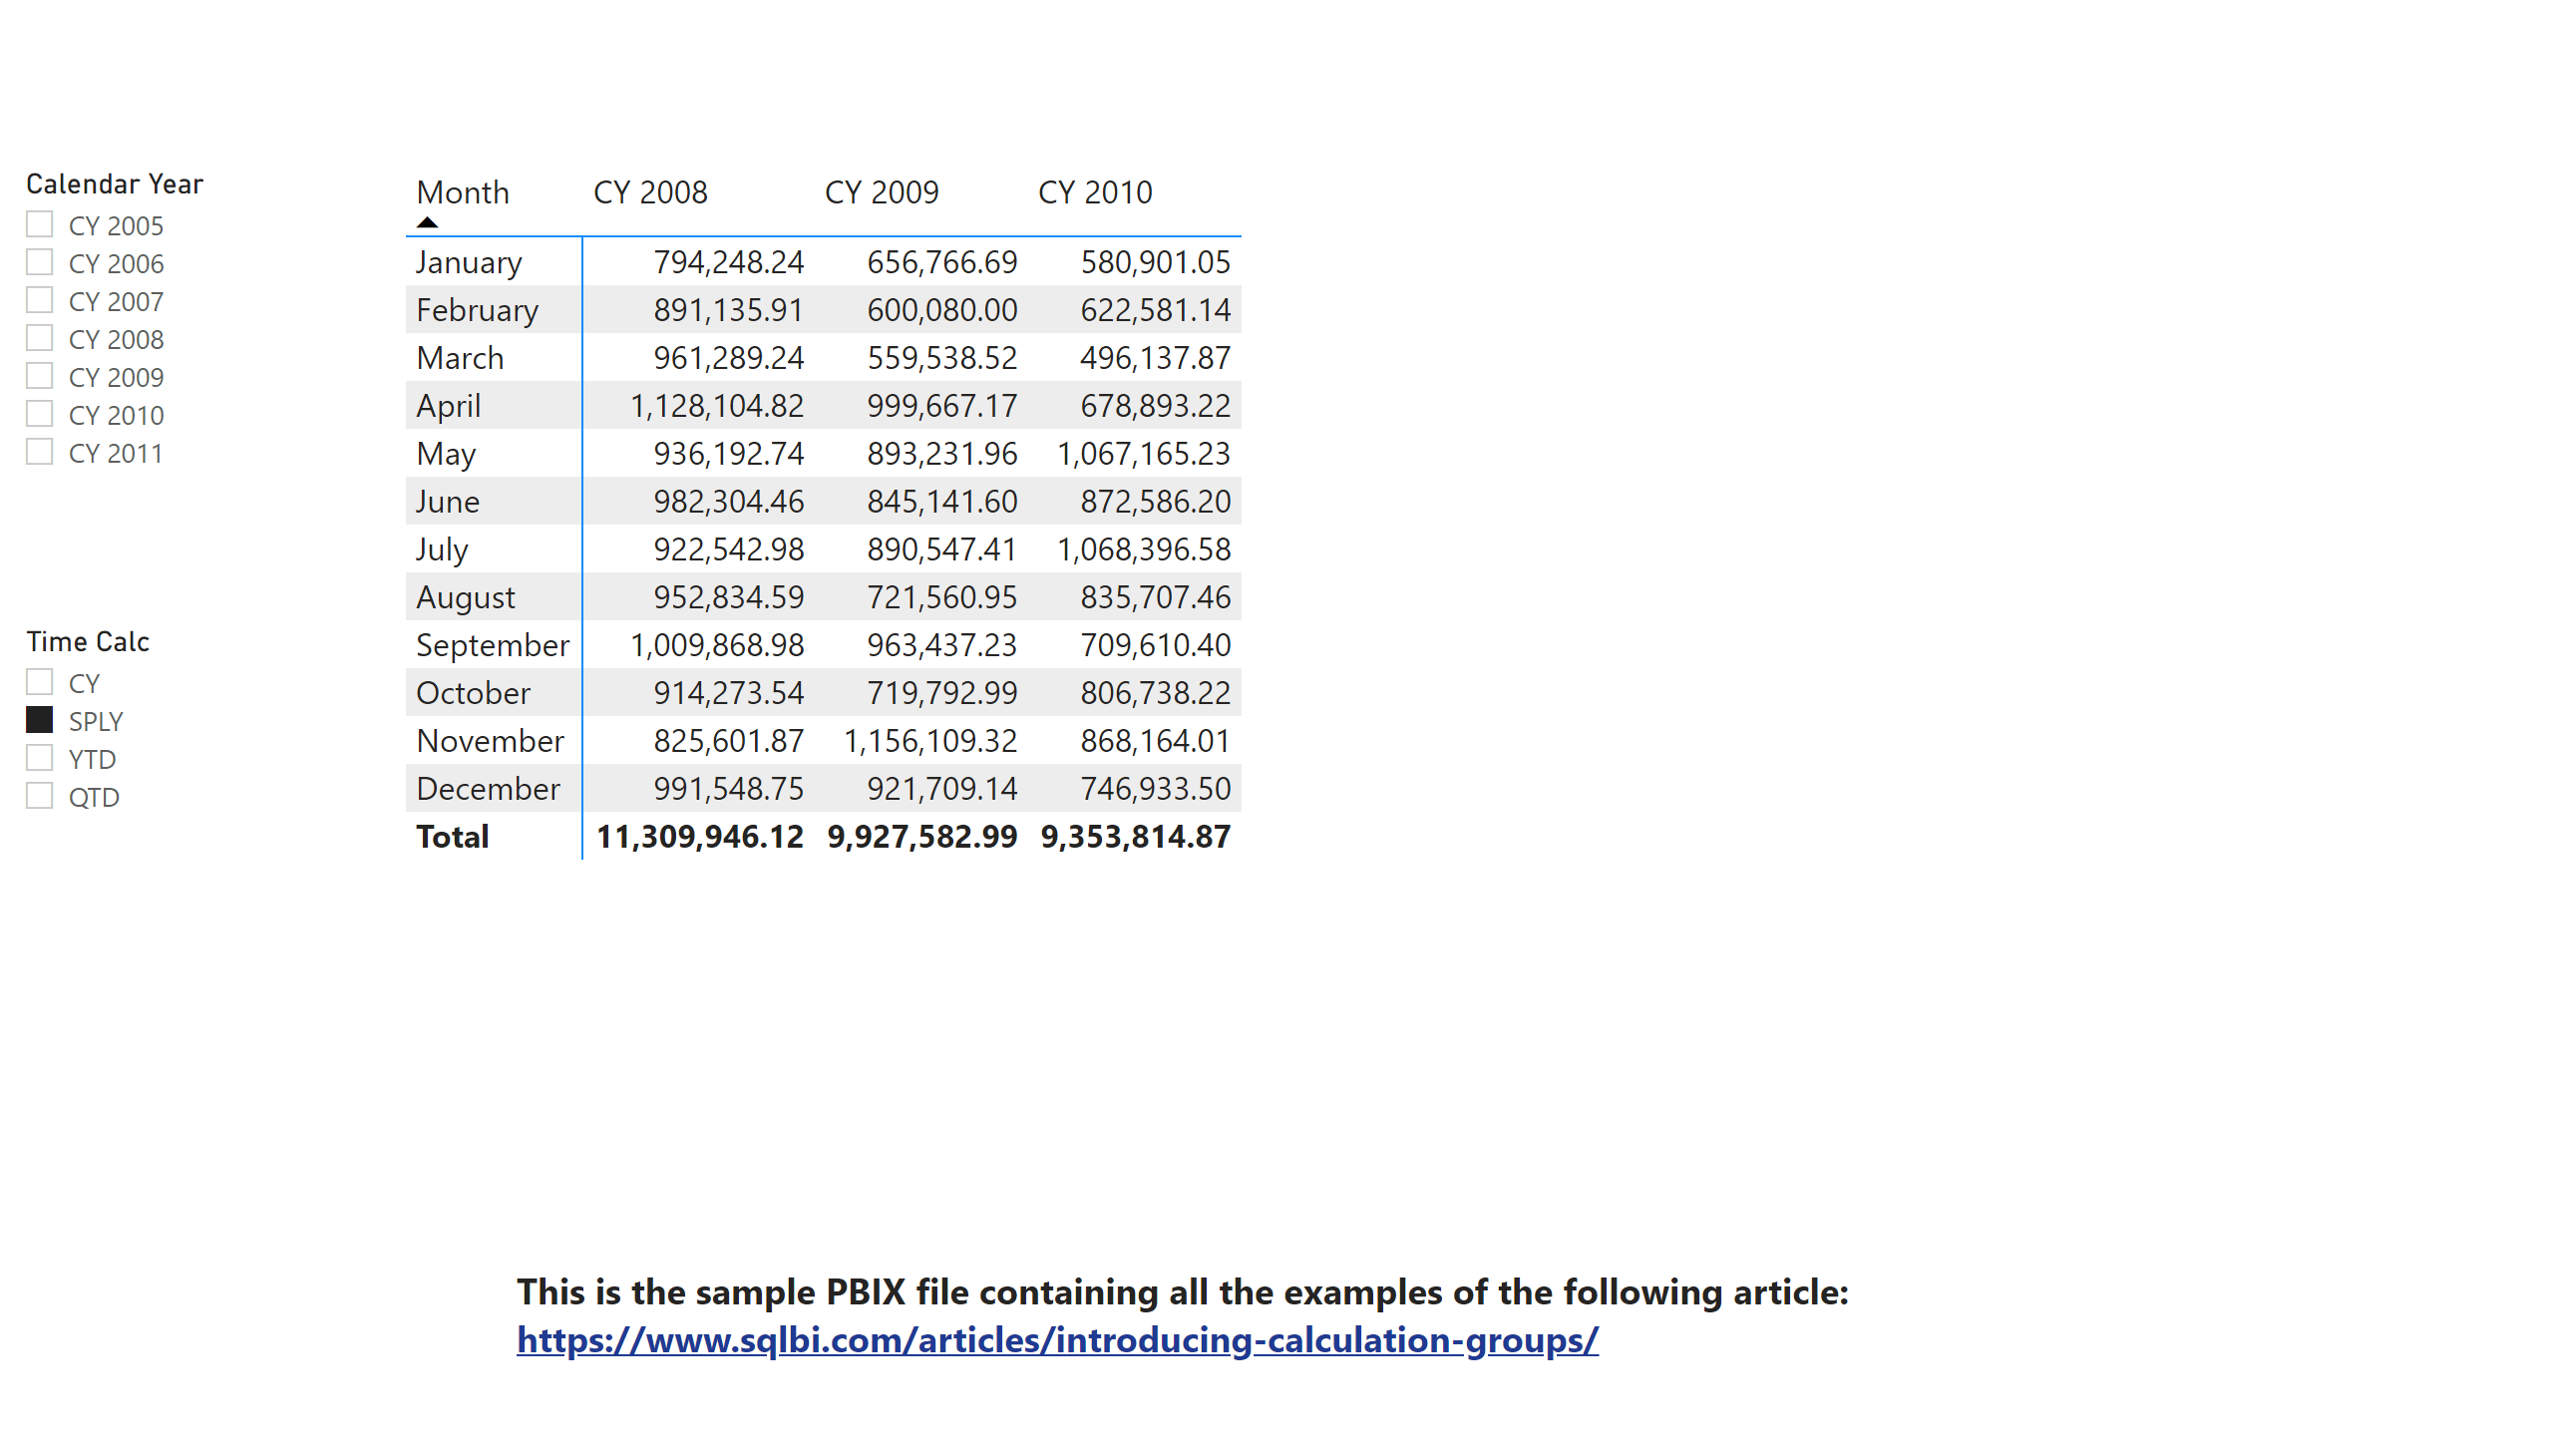 Calendar Year
CY 2005
CY 2006
CY 2007
CY 2008
CY 2009
CY 2010
CY 2011
Time Calc
CY
SPLY
YTD
QTD
Month CY 2008 CY 2009 CY 2010
January 794,248.24 656,766.69 580,901.05
February 891,135.91 600,080.00 622,581.14
March 961,289.24 559,538.52 496,137.87
April 1,128,104.82 999,667.17 678,893.22
May 936,192.74 893,231.96 1,067,165.23
June 982,304.46 845,141.60 872,586.20
July 922,542.98 890,547.41 1,068,396.58
August 952,834.59 721,560.95 835,707.46
September 1,009,868.98 963,437.23 709,610.40
October 914,273.54 719,792.99 806,738.22
November 825,601.87 1,156,109.32 868,164.01
December 991,548.75 921,709.14 746,933.50
Total 11,309,946.12 9,927,582.99 9,353,814.87
This is the sample PBIX file containing all the examples of the following article:
https://www.sqlbi.com/articles/introducing-calculation-groups/